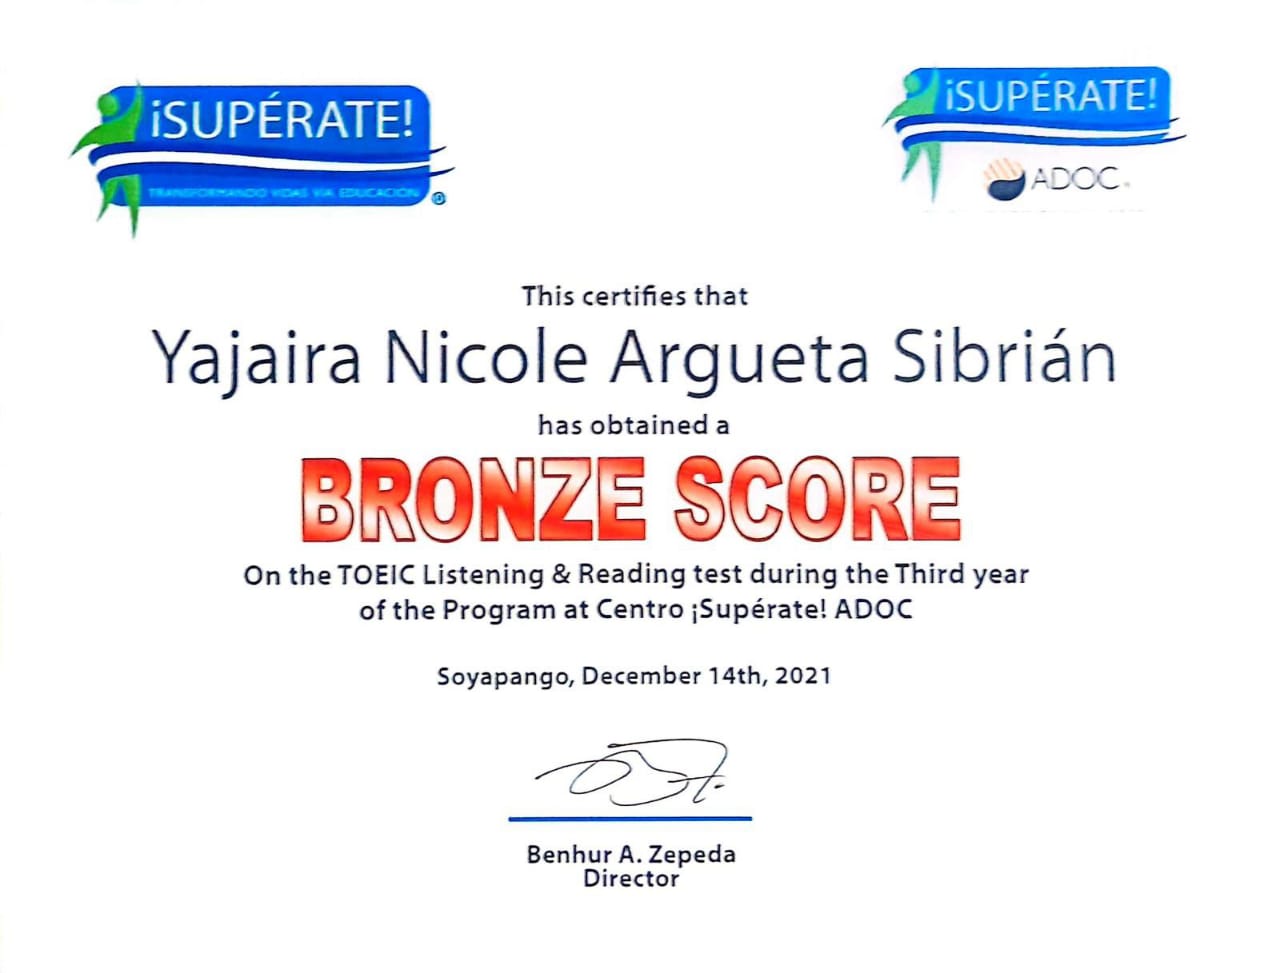 ¡SUPÉRATE!
TRANSFORMANDO VIDAS VÍA EDUCACIÓN
®
¡SUPÉRATE!
ADOC
This certifies that
Yajaira Nicole Argueta Sibrián
has obtained a
BRONZE SCORE
On the TOEIC Listening & Reading test during the Third year
of the Program at Centro ¡Supérate! ADOC
Soyapango, December 14th, 2021
Benhur A. Zepeda
Director